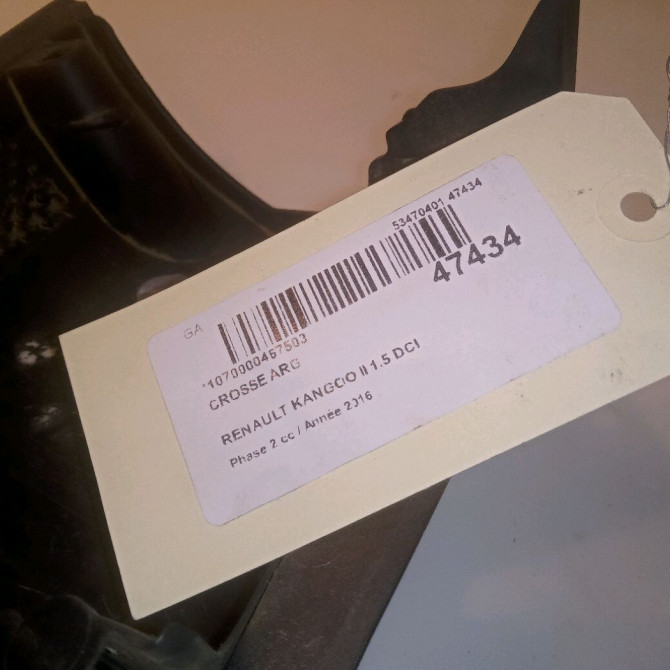 53470401 47434
47434
GA
*1070000467503
CROSSE ARG
RENAULT KANGOO II 1.5 DCI
Phase 2 cc / Année 2016